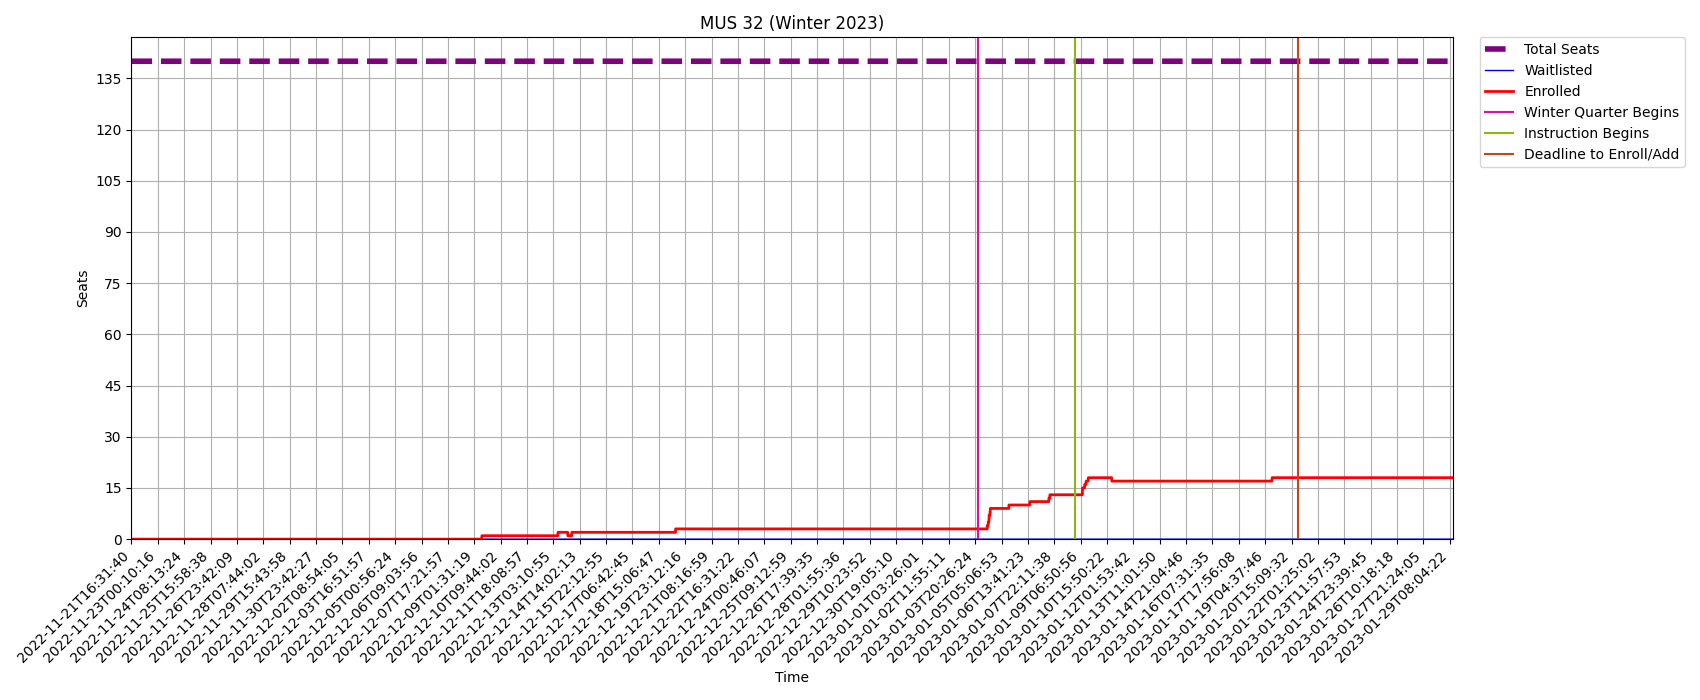 MUS 32 (Winter 2023)
Total Seats
Waitlisted
Enrolled
Winter Quarter Begins
Instruction Begins
Deadline to Enroll/Add
Seats
135
120
105
90
75
60
45
30
15
0
2022-11-21T16:31:40
2022-11-23T00:10:16
2022-11-24T08:13:24
2022-11-25T15:58:38
2022-11-26T23:42:09
2022-11-28T07:44:02
2022-11-29T15:43:58
2022-11-30T23:42:27
2022-12-02T08:54:05
2022-12-03T16:51:57
2022-12-05T00:56:24
2022-12-06T09:03:56
2022-12-07T17:21:57
2022-12-09T01:31:19
2022-12-10T09:44:02
2022-12-11T18:08:57
2022-12-13T03:10:55
2022-12-14T14:02:13
2022-12-15T22:12:55
2022-12-17T06:42:45
2022-12-18T15:06:47
2022-12-19T23:12:16
2022-12-21T08:16:59
2022-12-22T16:31:22
2022-12-24T00:46:07
2022-12-25T09:12:59
2022-12-26T17:39:35
2022-12-28T01:55:36
2022-12-29T10:23:52
2022-12-30T19:05:10
2023-01-01T03:26:01
2023-01-02T11:55:11
2023-01-03T20:26:24
2023-01-05T05:06:53
2023-01-06T13:41:23
2023-01-07T22:11:38
2023-01-09T06:50:56
2023-01-10T15:50:22
2023-01-12T01:53:42
2023-01-13T11:01:50
2023-01-14T21:04:46
2023-01-16T07:31:35
2023-01-17T17:56:08
2023-01-19T04:37:46
2023-01-20T15:09:32
2023-01-22T01:25:02
2023-01-23T11:57:53
2023-01-24T23:39:45
2023-01-26T10:18:18
2023-01-27T21:24:05
2023-01-29T08:04:22
Time